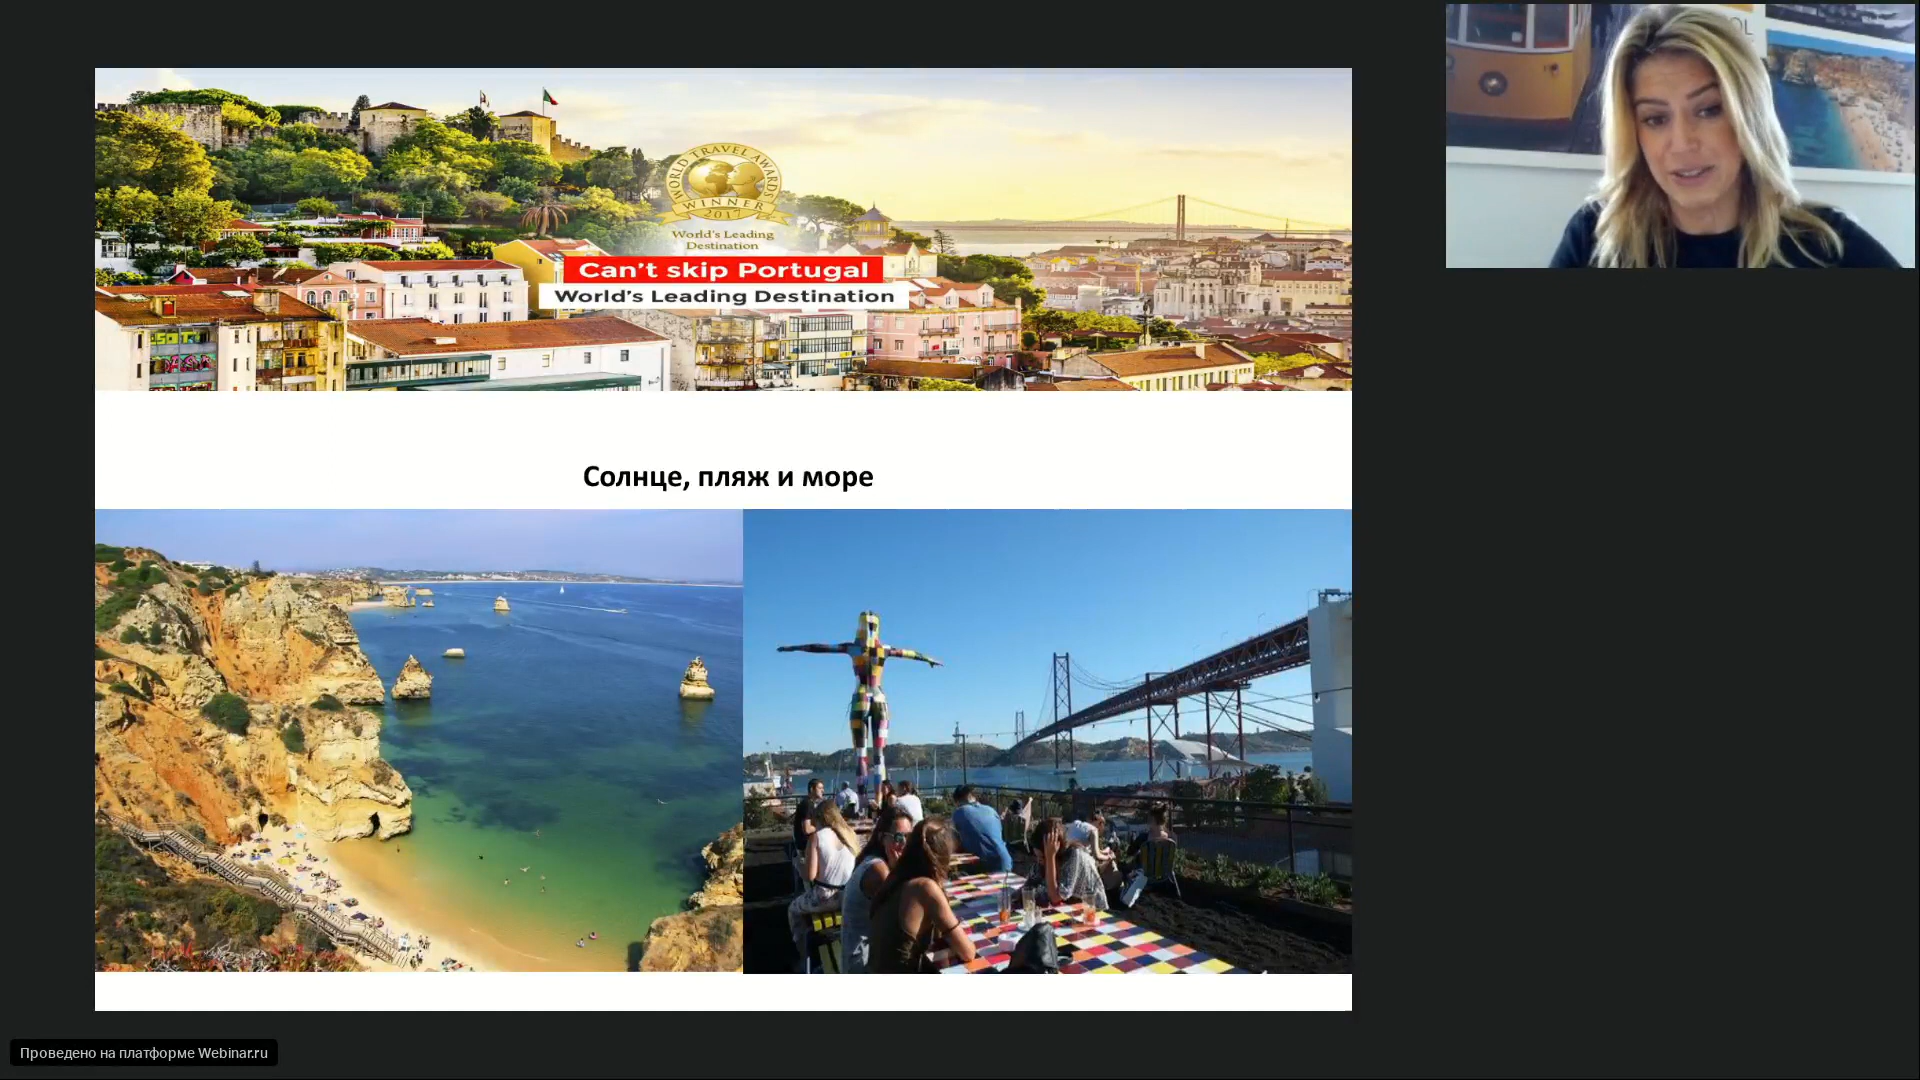 OL
WORLD TRAVEL AWARDS
WINNER
2017
World's Leading
Destination
Can't skip Portugal
World's Leading Destination
Солнце, пляж и море
Проведено на платформе Webinar.ru